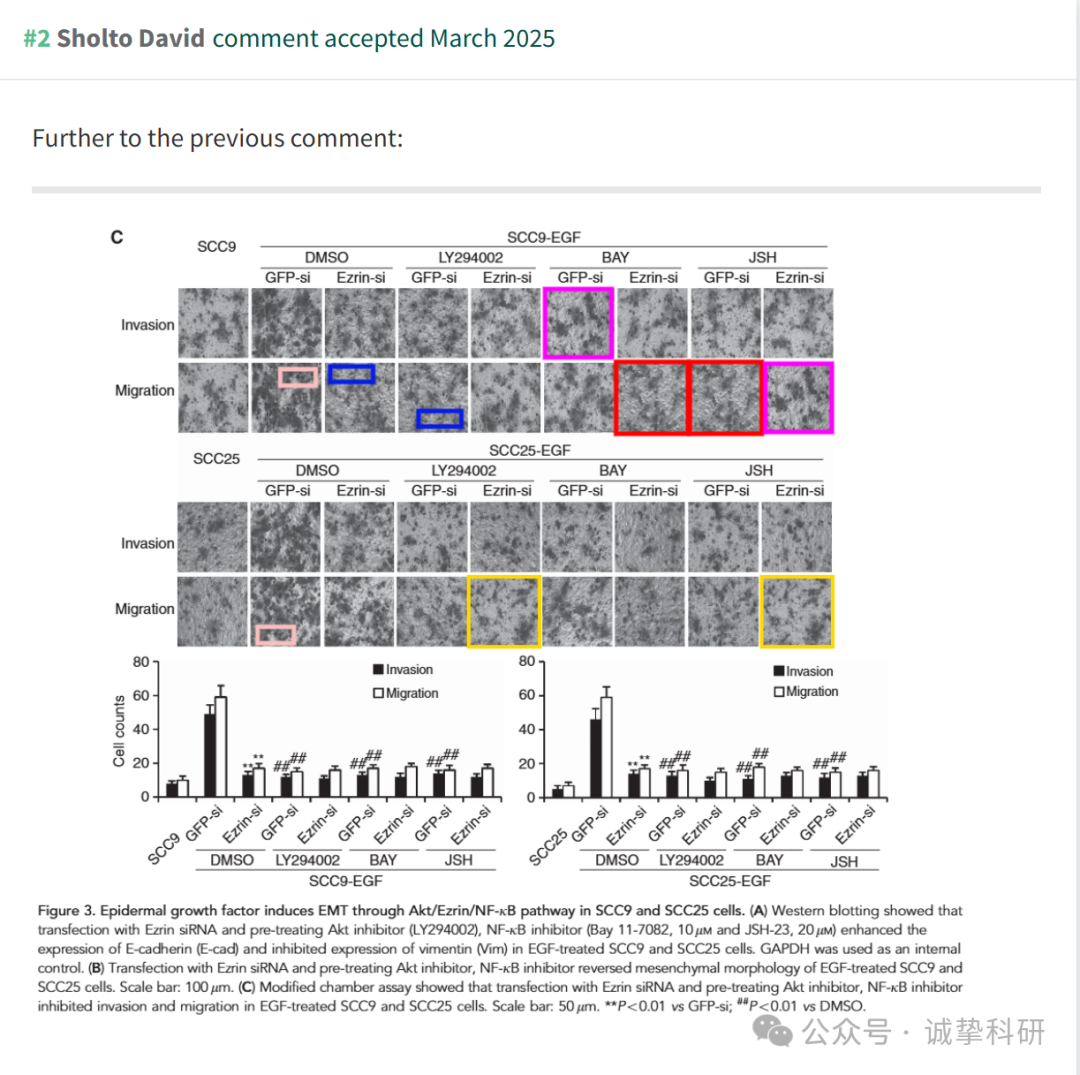 #2 Sholto David comment accepted March 2025
Further to the previous comment:
C
SCC9
SCC9-EGF
DMSO LY294002 BAY JSH
GFP-si Ezrin-si GFP-si Ezrin-si GFP-si Ezrin-si GFP-si Ezrin-si
Invasion
Migration
SCC25
SCC25-EGF
DMSO LY294002 BAY JSH
GFP-si Ezrin-si GFP-si Ezrin-si GFP-si Ezrin-si GFP-si Ezrin-si
Invasion
Migration
Cell counts
80
60
40
20
0
Invasion
Migration
** ** ## ## ## ## ## ##
SCC9 GFP-si Ezrin-si GFP-si Ezrin-si GFP-si Ezrin-si GFP-si Ezrin-si
DMSO LY294002 BAY JSH
SCC9-EGF
80
60
40
20
0
Invasion
Migration
** ** ## ## ## ## ## ##
SCC25 GFP-si Ezrin-si GFP-si Ezrin-si GFP-si Ezrin-si GFP-si Ezrin-si
DMSO LY294002 BAY JSH
SCC25-EGF
Figure 3. Epidermal growth factor induces EMT through Akt/Ezrin/NF-κB pathway in SCC9 and SCC25 cells. (A) Western blotting showed that
transfection with Ezrin siRNA and pre-treating Akt inhibitor (LY294002), NF-κB inhibitor (Bay 11-7082, 10 μM and JSH-23, 20 μM) enhanced the
expression of E-cadherin (E-cad) and inhibited expression of vimentin (Vim) in EGF-treated SCC9 and SCC25 cells. GAPDH was used as an internal
control. (B) Transfection with Ezrin siRNA and pre-treating Akt inhibitor, NF-κB inhibitor reversed mesenchymal morphology of EGF-treated SCC9 and
SCC25 cells. Scale bar: 100 μm. (C) Modified chamber assay showed that transfection with Ezrin siRNA and pre-treating Akt inhibitor, NF-κB inhibitor
inhibited invasion and migration in EGF-treated SCC9 and SCC25 cells. Scale bar: 50 μm. **P<0.01 vs GFP-si; ##P<0.01 vs DMSO.
公众号 · 诚挚科研